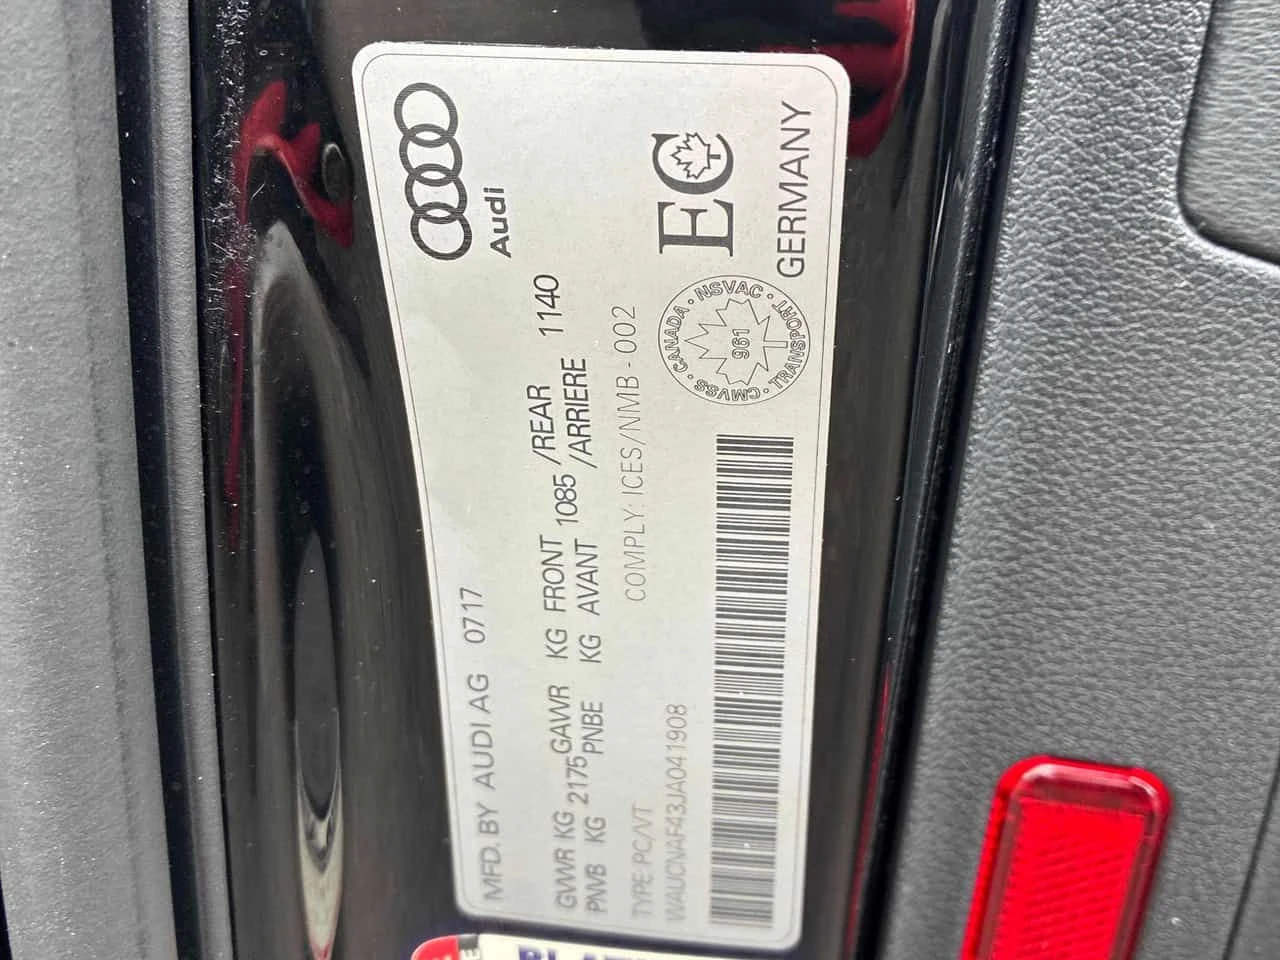 Audi
MFD. BY AUDI AG 0717
GVWR KG 2175 GAWR KG FRONT 1085 /REAR 1140
PNVB KG PNBE KG AVANT /ARRIERE
COMPLY: ICES/NMB-002
TYPE PC/VT
WAUCNAF43JA041908
CANADA · NSVAC · TRANSPORT · CMVSS ·
961
EC
GERMANY